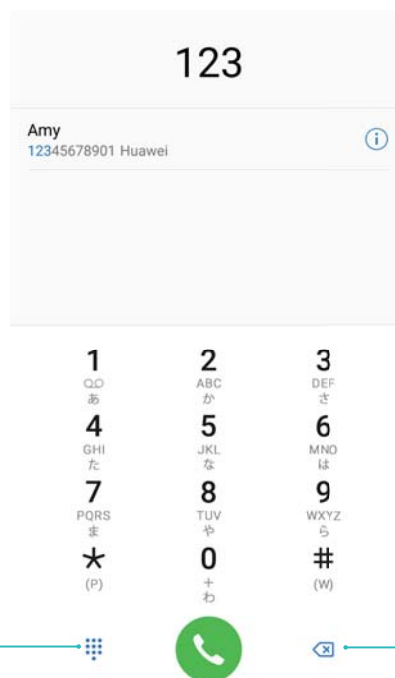 123
Amy
12345678901 Huawei
1 2 3
ABC DEF
あ か さ
4 5 6
GHI JKL MNO
た な は
7 8 9
PQRS TUV WXYZ
ま や ら
* 0 #
(P) + (W)
わ